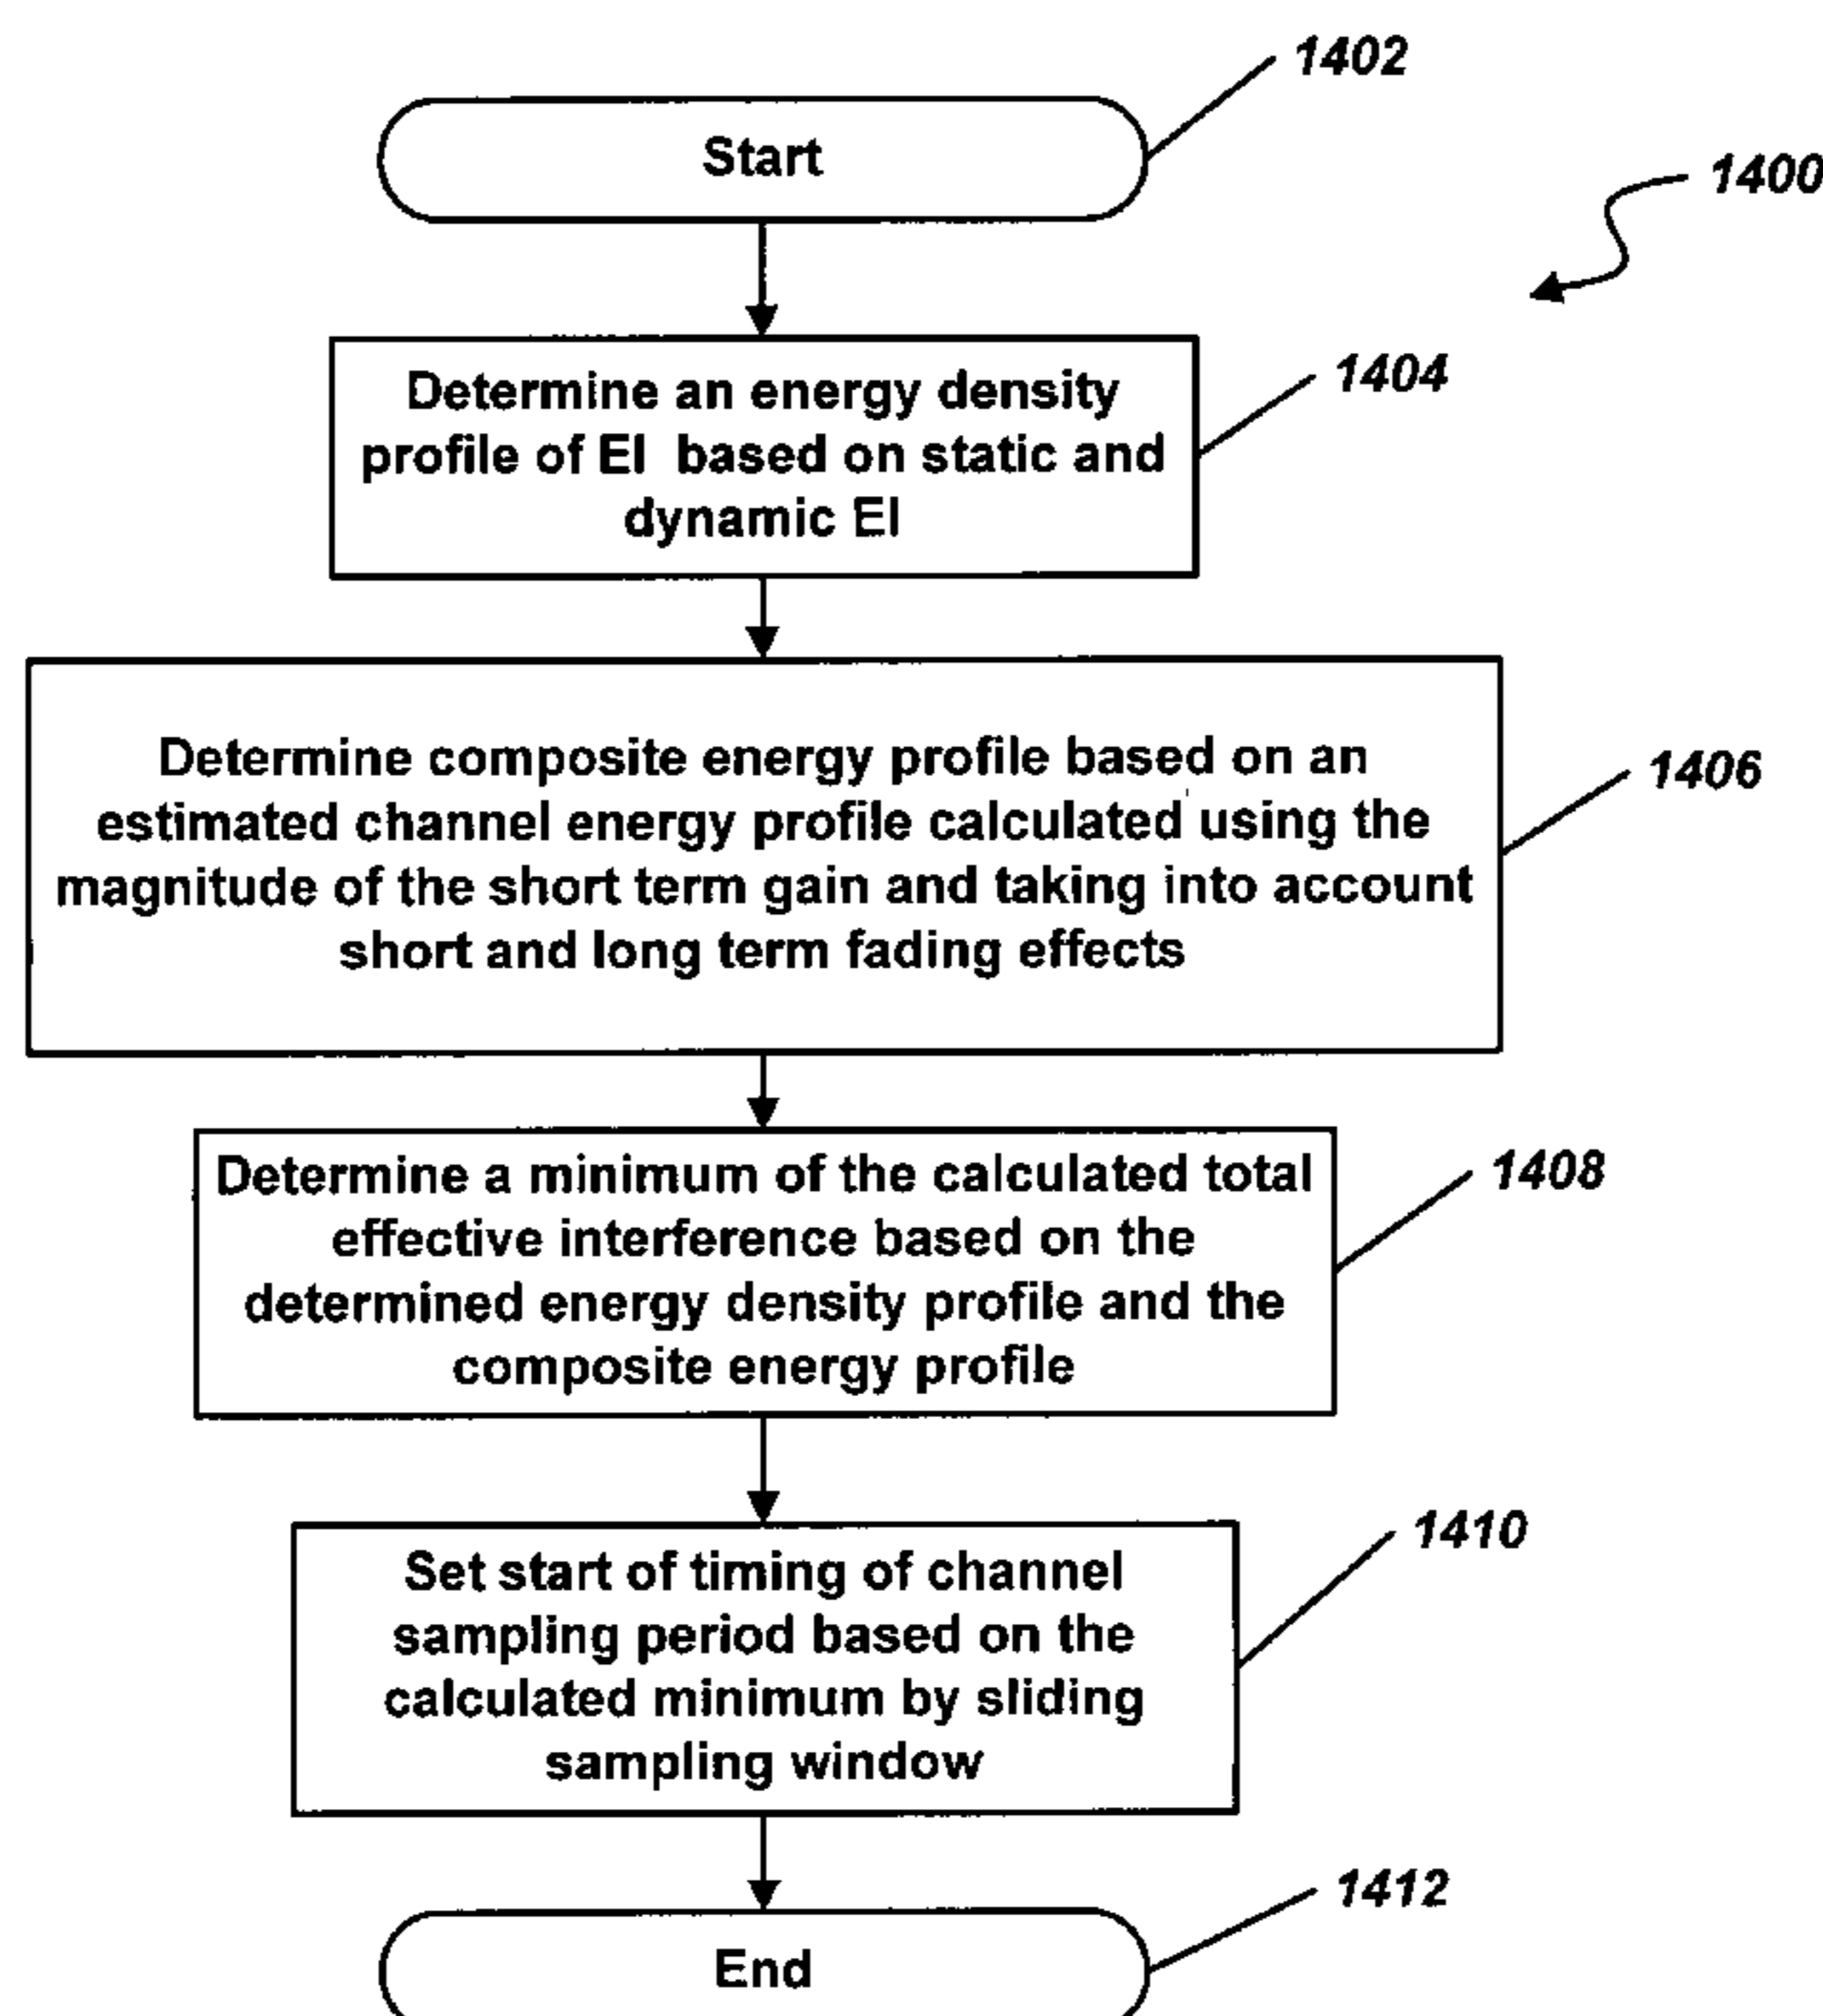 1402
Start
1400
Determine an energy density
profile of EI based on static and
dynamic EI
1404
Determine composite energy profile based on an
estimated channel energy profile calculated using the
magnitude of the short term gain and taking into account
short and long term fading effects
1406
Determine a minimum of the calculated total
effective interference based on the
determined energy density profile and the
composite energy profile
1408
Set start of timing of channel
sampling period based on the
calculated minimum by sliding
sampling window
1410
1412
End